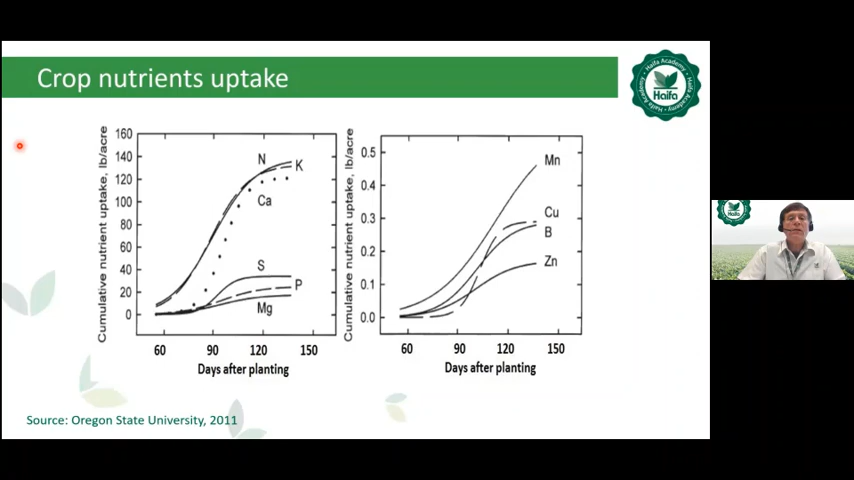 Crop nutrients uptake
Haifa Academy
Haifa
Cumulative nutrient uptake, lb/acre
160
140
120
100
80
60
40
20
0
N
K
Ca
S
P
Mg
60 90 120 150
Days after planting
Cumulative nutrient uptake, lb/acre
0.5
0.4
0.3
0.2
0.1
0.0
Mn
Cu
B
Zn
60 90 120 150
Days after planting
Source: Oregon State University, 2011
Haifa